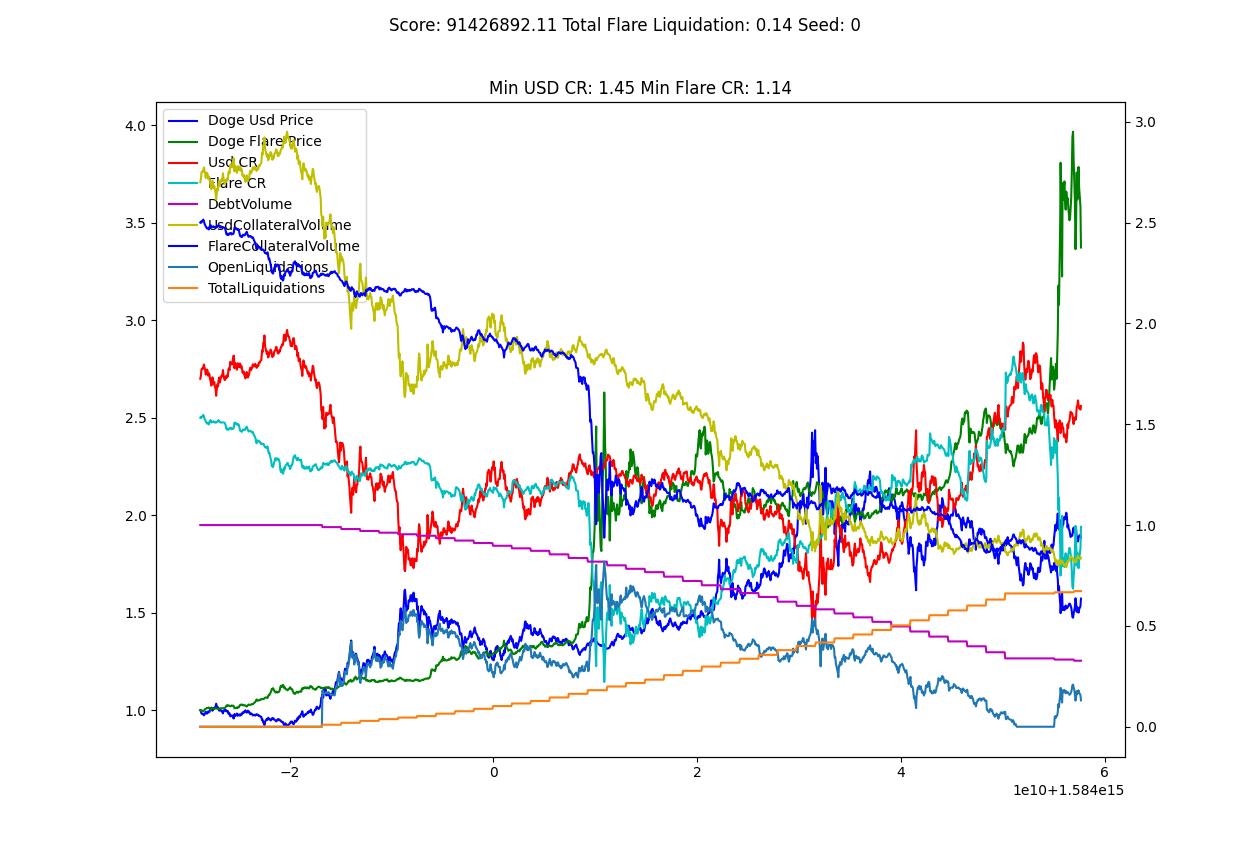 Score: 91426892.11 Total Flare Liquidation: 0.14 Seed: 0
Min USD CR: 1.45 Min Flare CR: 1.14
Doge Usd Price
Doge Flare Price
Usd CR
Flare CR
DebtVolume
UsdCollateralVolume
FlareCollateralVolume
OpenLiquidations
TotalLiquidations
4.0
3.5
3.0
2.5
2.0
1.5
1.0
3.0
2.5
2.0
1.5
1.0
0.5
0.0
−2 0 2 4 6
1e10+1.584e15